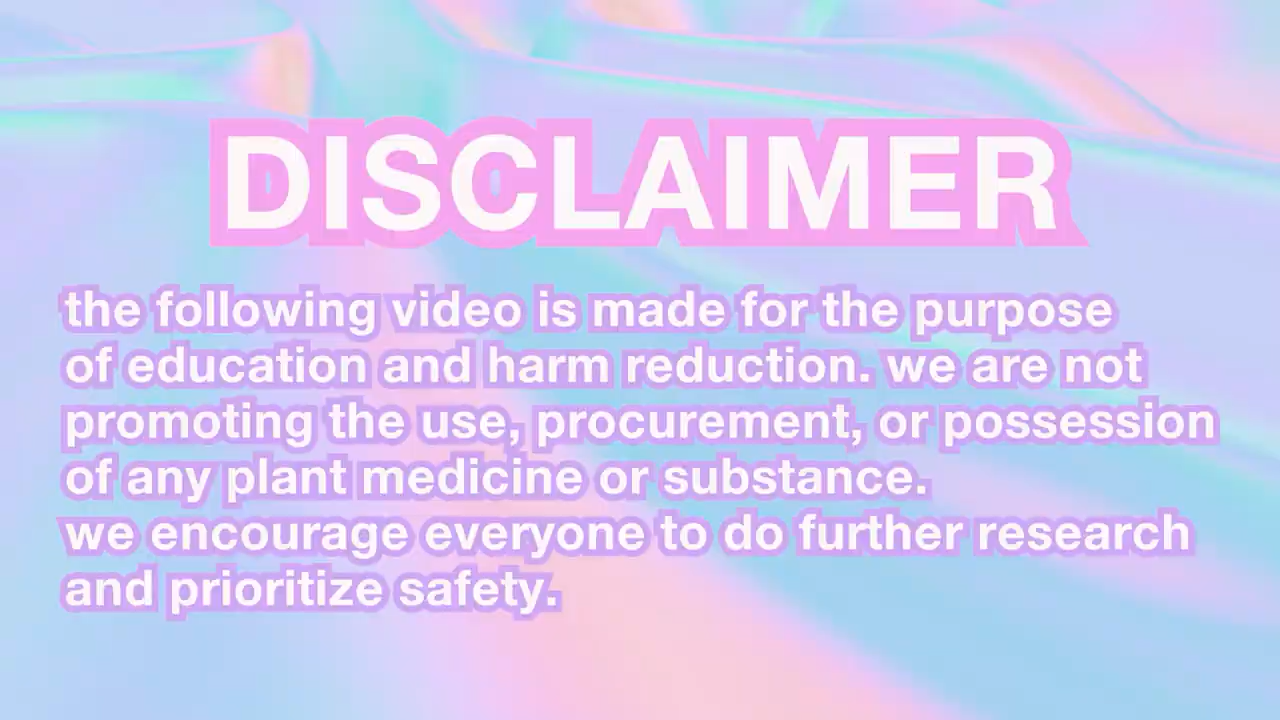 DISCLAIMER
the following video is made for the purpose
of education and harm reduction. we are not
promoting the use, procurement, or possession
of any plant medicine or substance.
we encourage everyone to do further research
and prioritize safety.